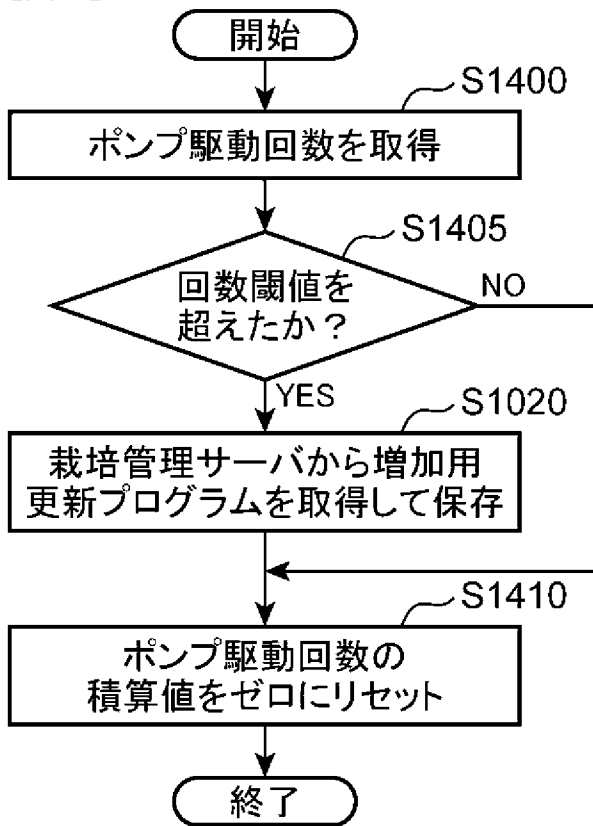 開始
S1400
ポンプ駆動回数を取得
S1405
回数閾値を
超えたか？
NO
YES
S1020
栽培管理サーバから増加用
更新プログラムを取得して保存
S1410
ポンプ駆動回数の
積算値をゼロにリセット
終了